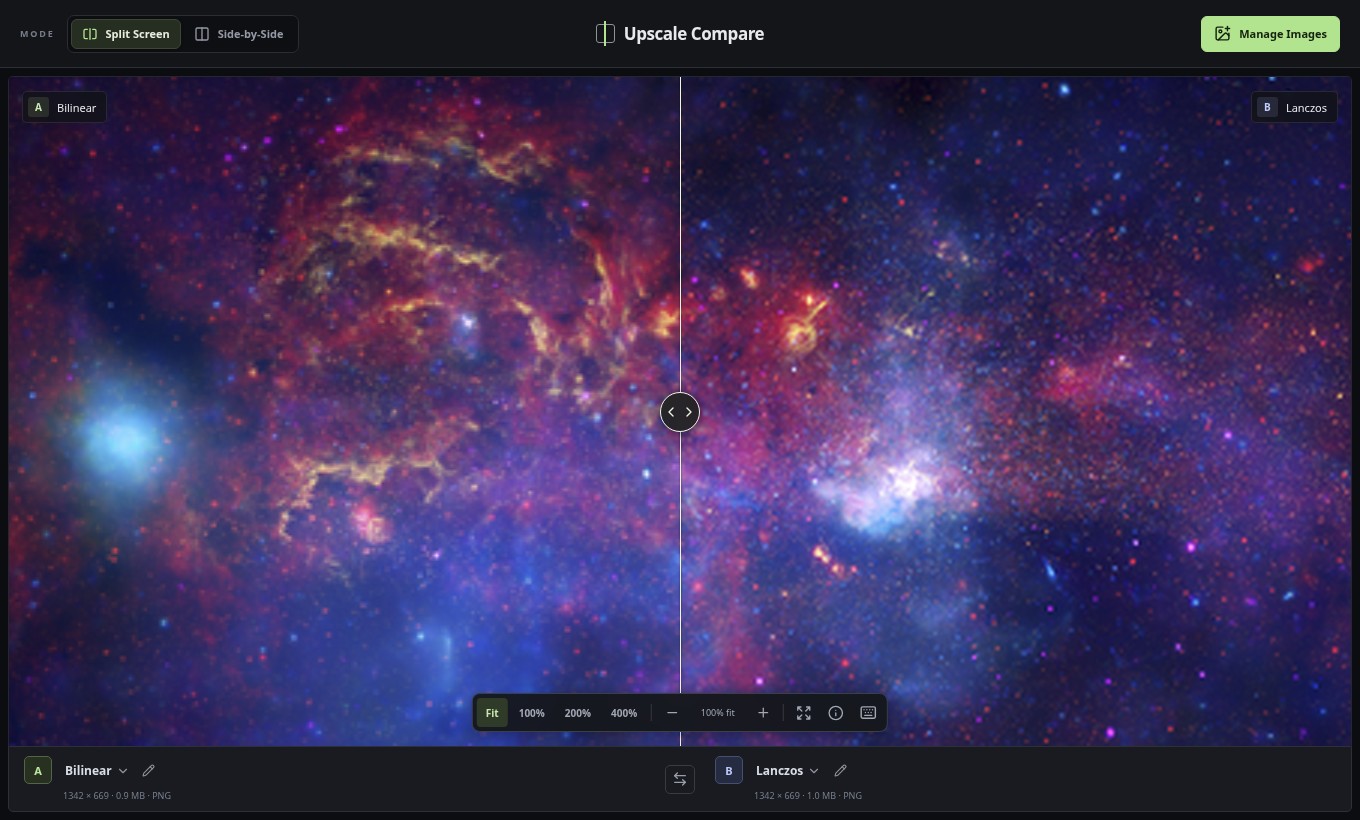 MODE
Split Screen
Side-by-Side
Upscale Compare
Manage Images
A Bilinear
B Lanczos
Fit 100% 200% 400% 100% fit
A Bilinear
1342 × 669 · 0.9 MB · PNG
B Lanczos
1342 × 669 · 1.0 MB · PNG